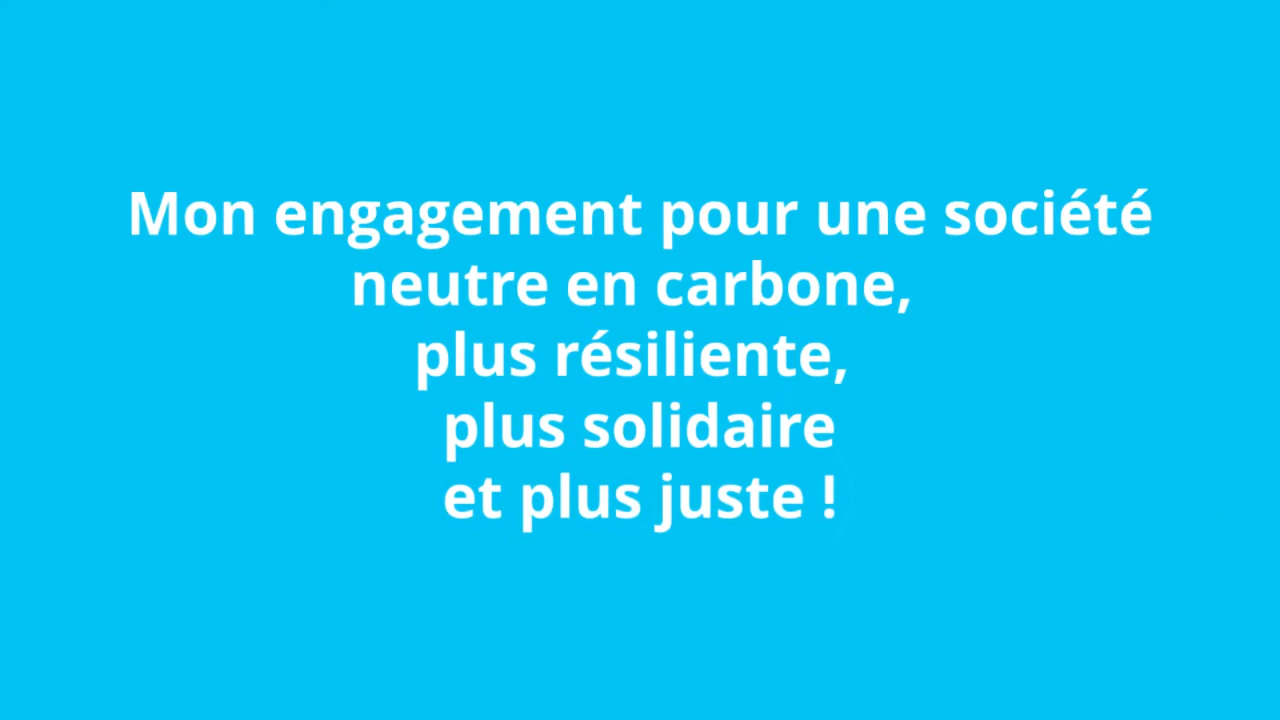 Mon engagement pour une société
neutre en carbone,
plus résiliente,
plus solidaire
et plus juste !